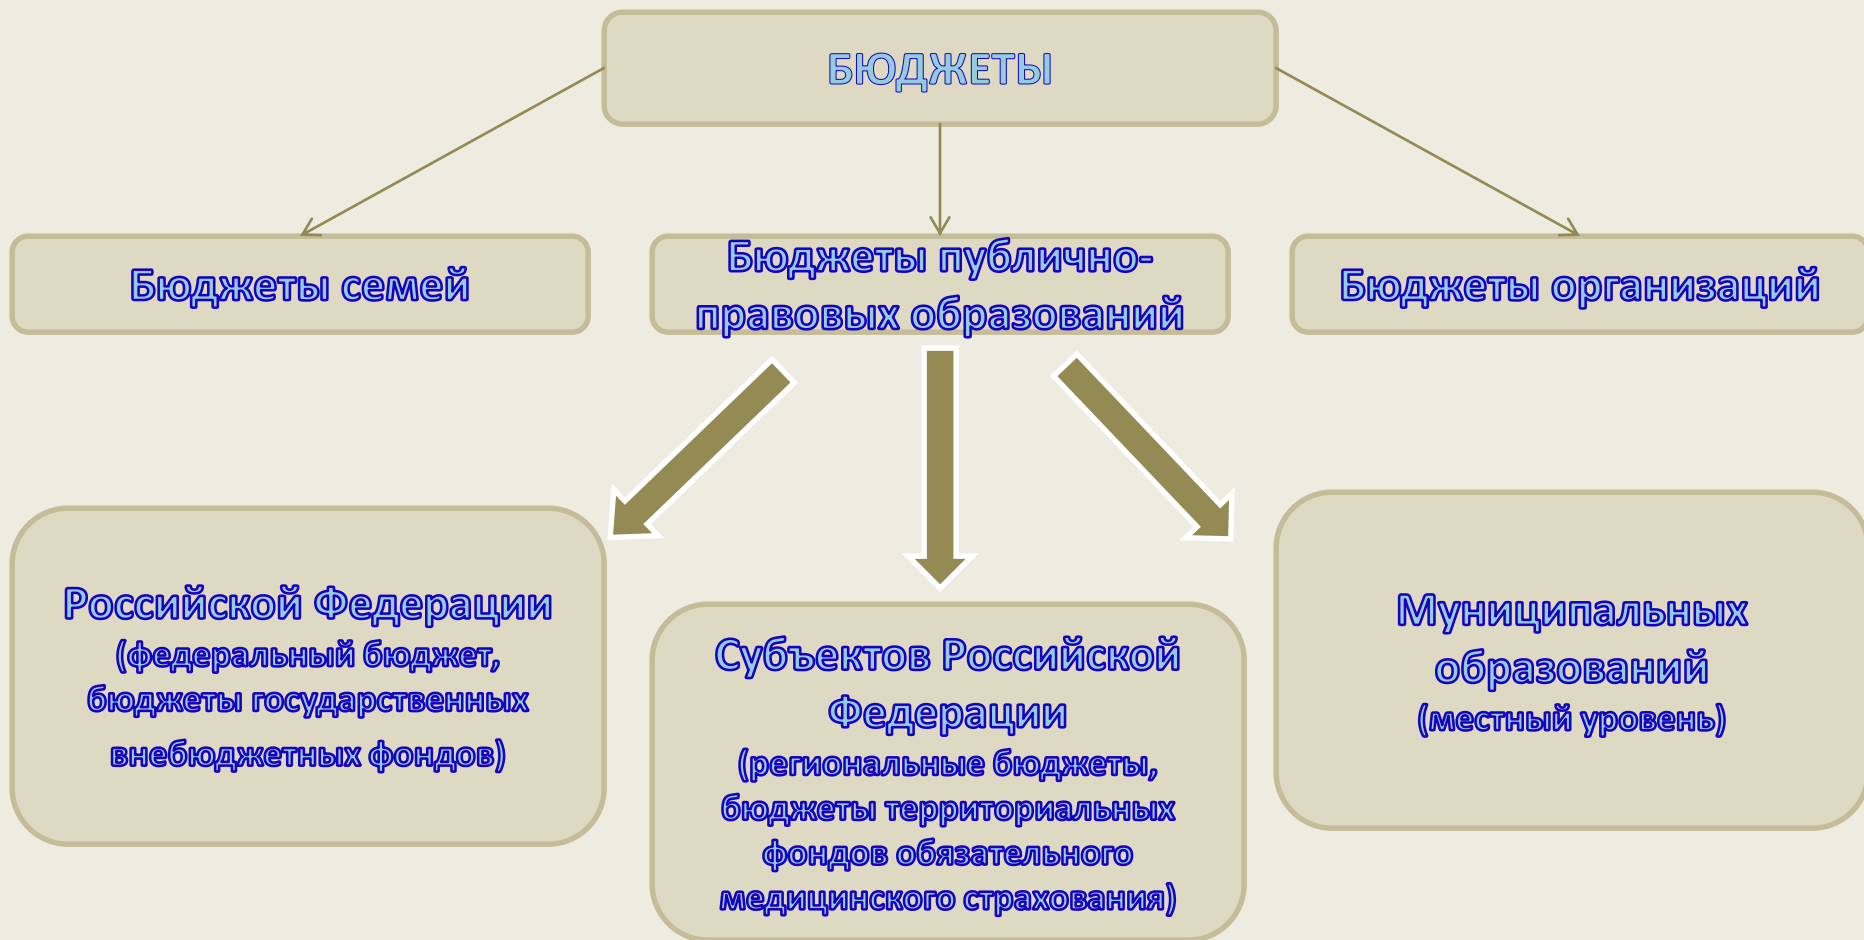 БЮДЖЕТЫ
Бюджеты семей
Бюджеты публично-
правовых образований
Бюджеты организаций
Российской Федерации
(федеральный бюджет,
бюджеты государственных
внебюджетных фондов)
Субъектов Российской
Федерации
(региональные бюджеты,
бюджеты территориальных
фондов обязательного
медицинского страхования)
Муниципальных
образований
(местный уровень)